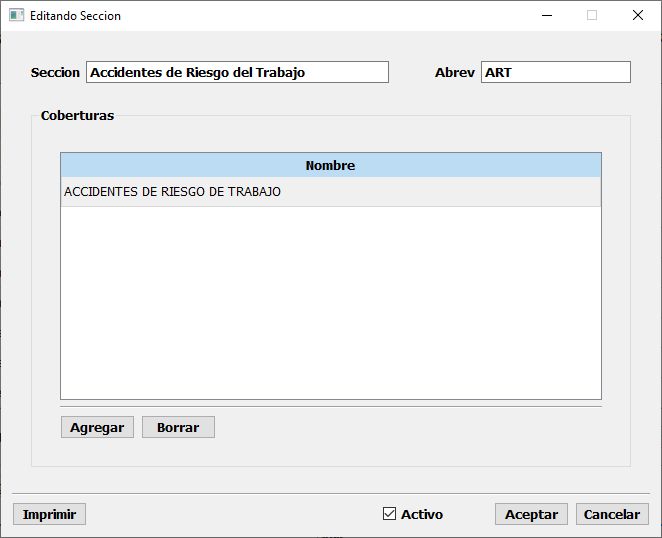 Editando Seccion
Seccion Accidentes de Riesgo del Trabajo Abrev ART
Coberturas
Nombre
ACCIDENTES DE RIESGO DE TRABAJO
Agregar Borrar
Imprimir Activo Aceptar Cancelar